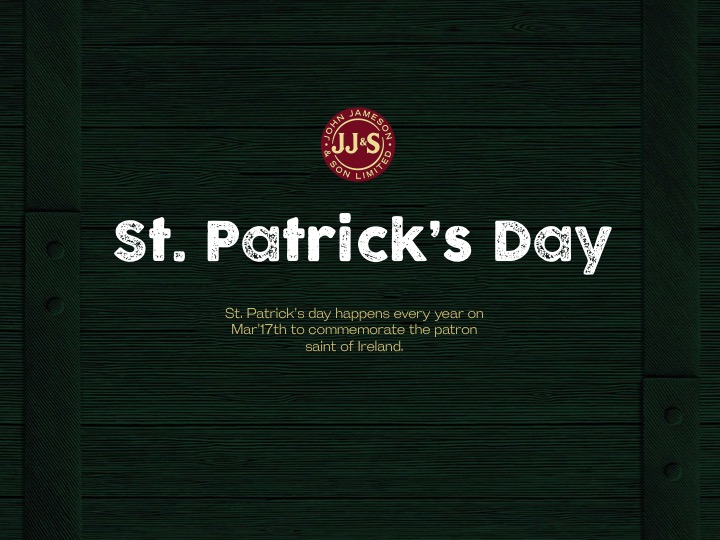 JOHN JAMESON
JJ&S
& SON LIMITED
St. Patrick's Day
St. Patrick's day happens every year on
Mar'17th to commemorate the patron
saint of Ireland.